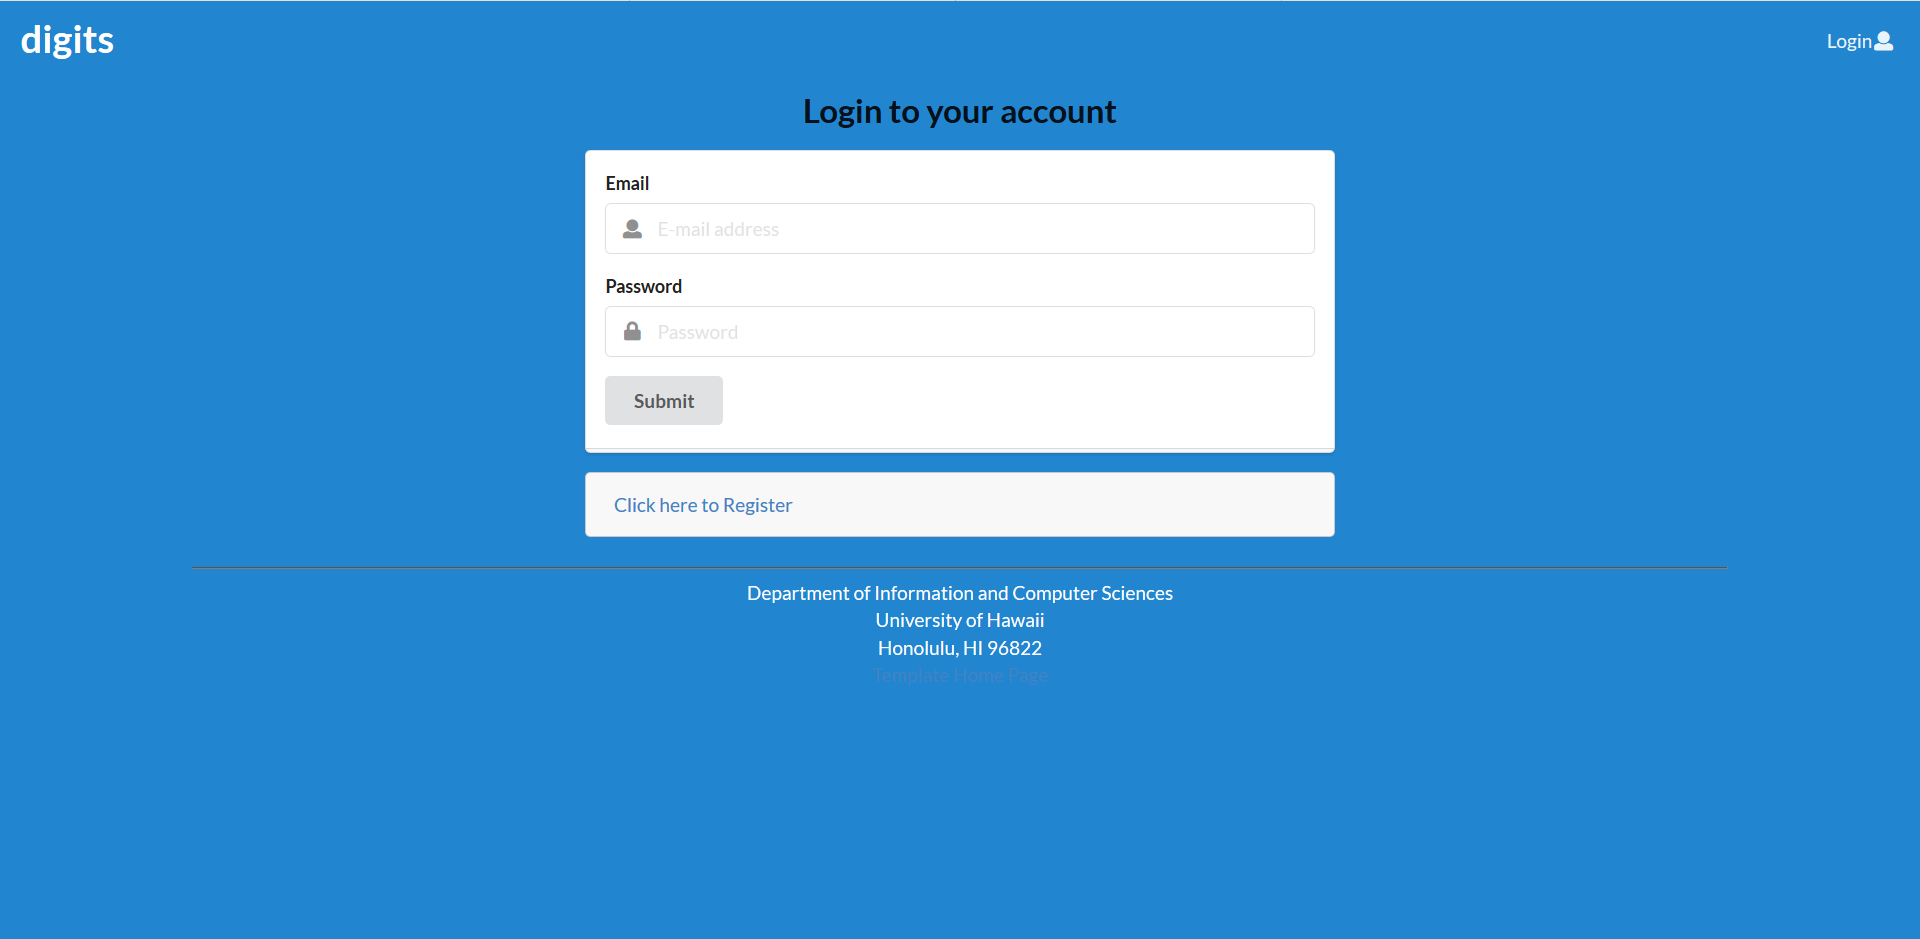 digits
Login
Login to your account
Email
E-mail address
Password
Password
Submit
Click here to Register
Department of Information and Computer Sciences
University of Hawaii
Honolulu, HI 96822
Template Home Page